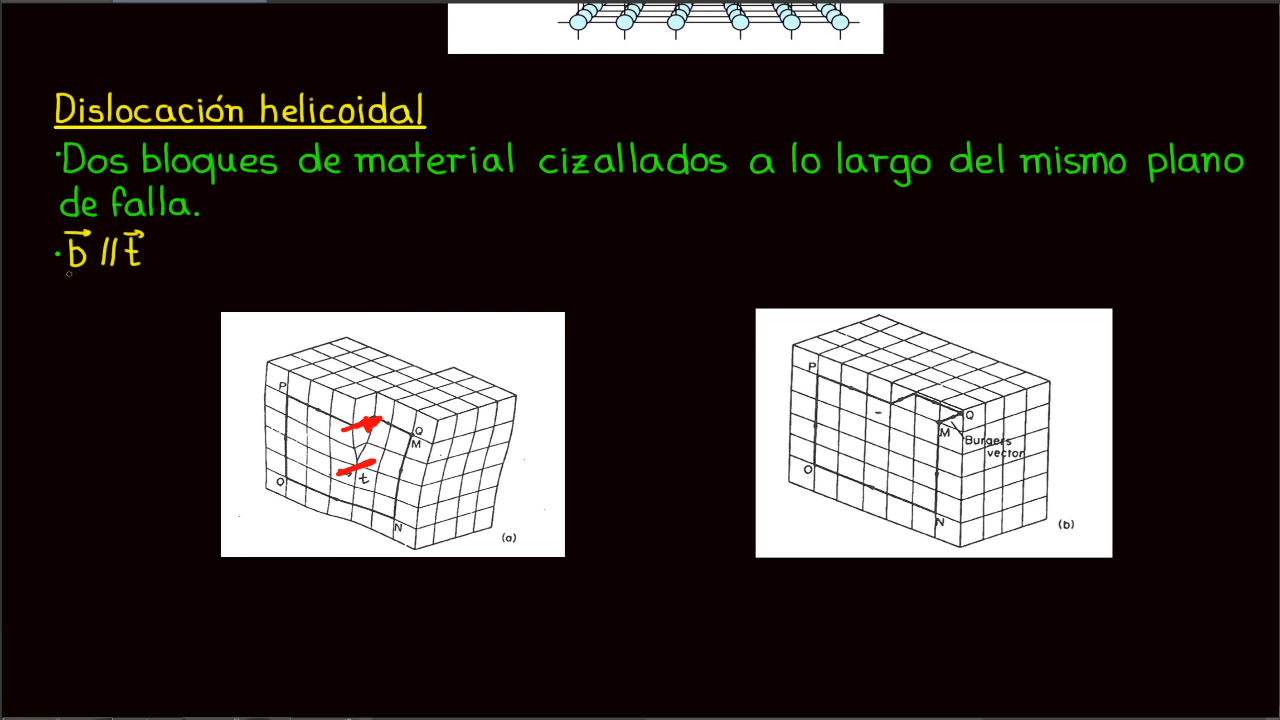 Dislocación helicoidal
·Dos bloques de material cizallados a lo largo del mismo plano
de falla.
·b⃗ // t⃗
P
Q
M
t
O
N
(a)
P
Q
M
Burgers
vector
O
N
(b)